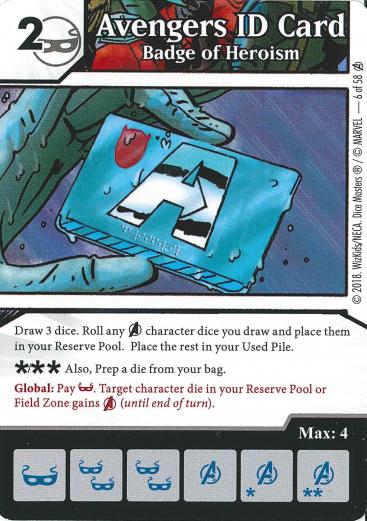 2
Avengers ID Card
Badge of Heroism
6 of 58
© 2018. WizKids/NECA. Dice Masters ® / © MARVEL
A
Draw 3 dice. Roll any character dice you draw and place them
in your Reserve Pool. Place the rest in your Used Pile.
*/** Also, Prep a die from your bag.
Global: Pay . Target character die in your Reserve Pool or
Field Zone gains (until end of turn).
Max: 4
* **